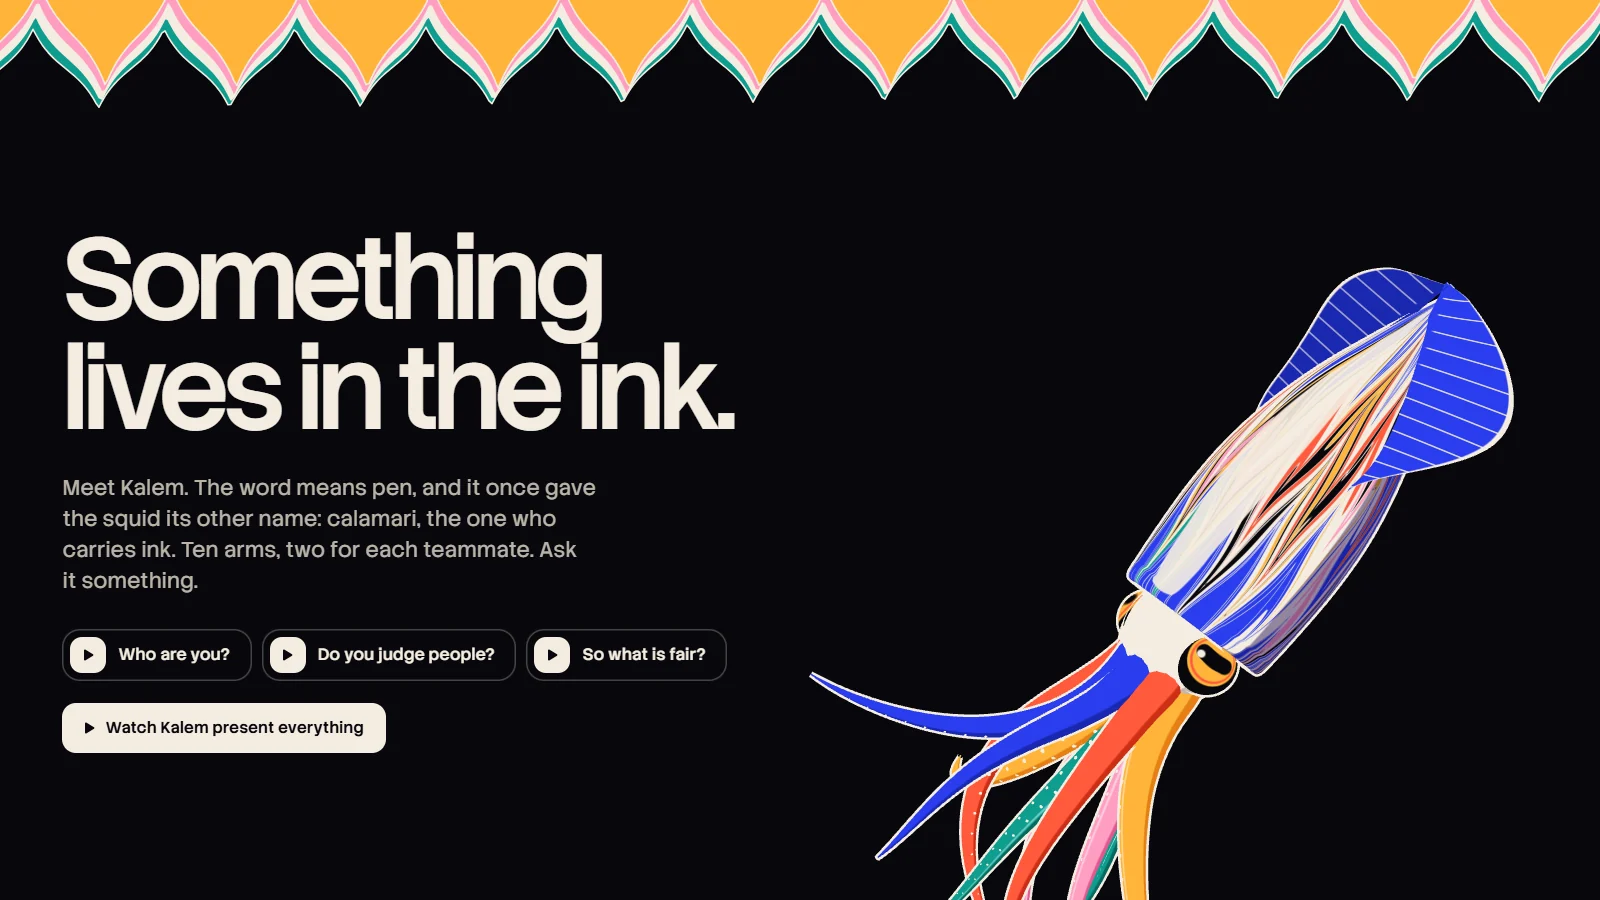 Something
lives in the ink.
Meet Kalem. The word means pen, and it once gave
the squid its other name: calamari, the one who
carries ink. Ten arms, two for each teammate. Ask
it something.
Who are you?
Do you judge people?
So what is fair?
Watch Kalem present everything